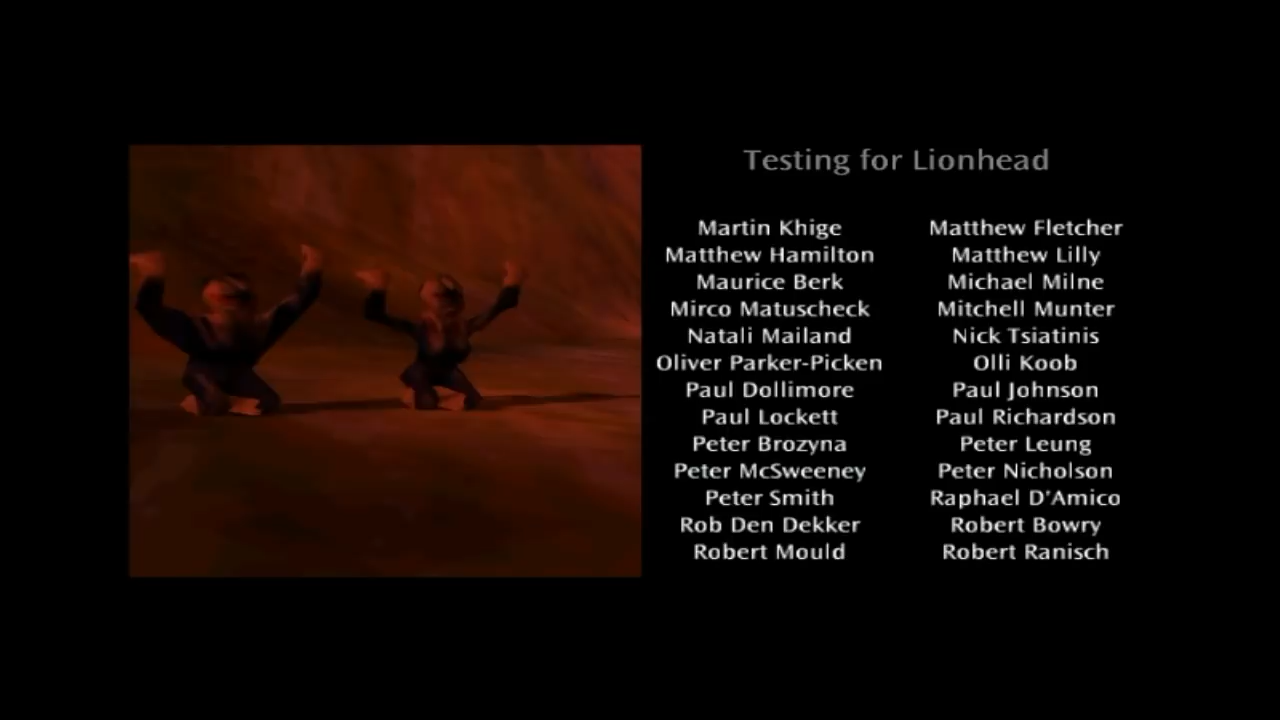 Testing for Lionhead
Martin Khige Matthew Fletcher
Matthew Hamilton Matthew Lilly
Maurice Berk Michael Milne
Mirco Matuscheck Mitchell Munter
Natali Mailand Nick Tsiatinis
Oliver Parker-Picken Olli Koob
Paul Dollimore Paul Johnson
Paul Lockett Paul Richardson
Peter Brozyna Peter Leung
Peter McSweeney Peter Nicholson
Peter Smith Raphael D'Amico
Rob Den Dekker Robert Bowry
Robert Mould Robert Ranisch